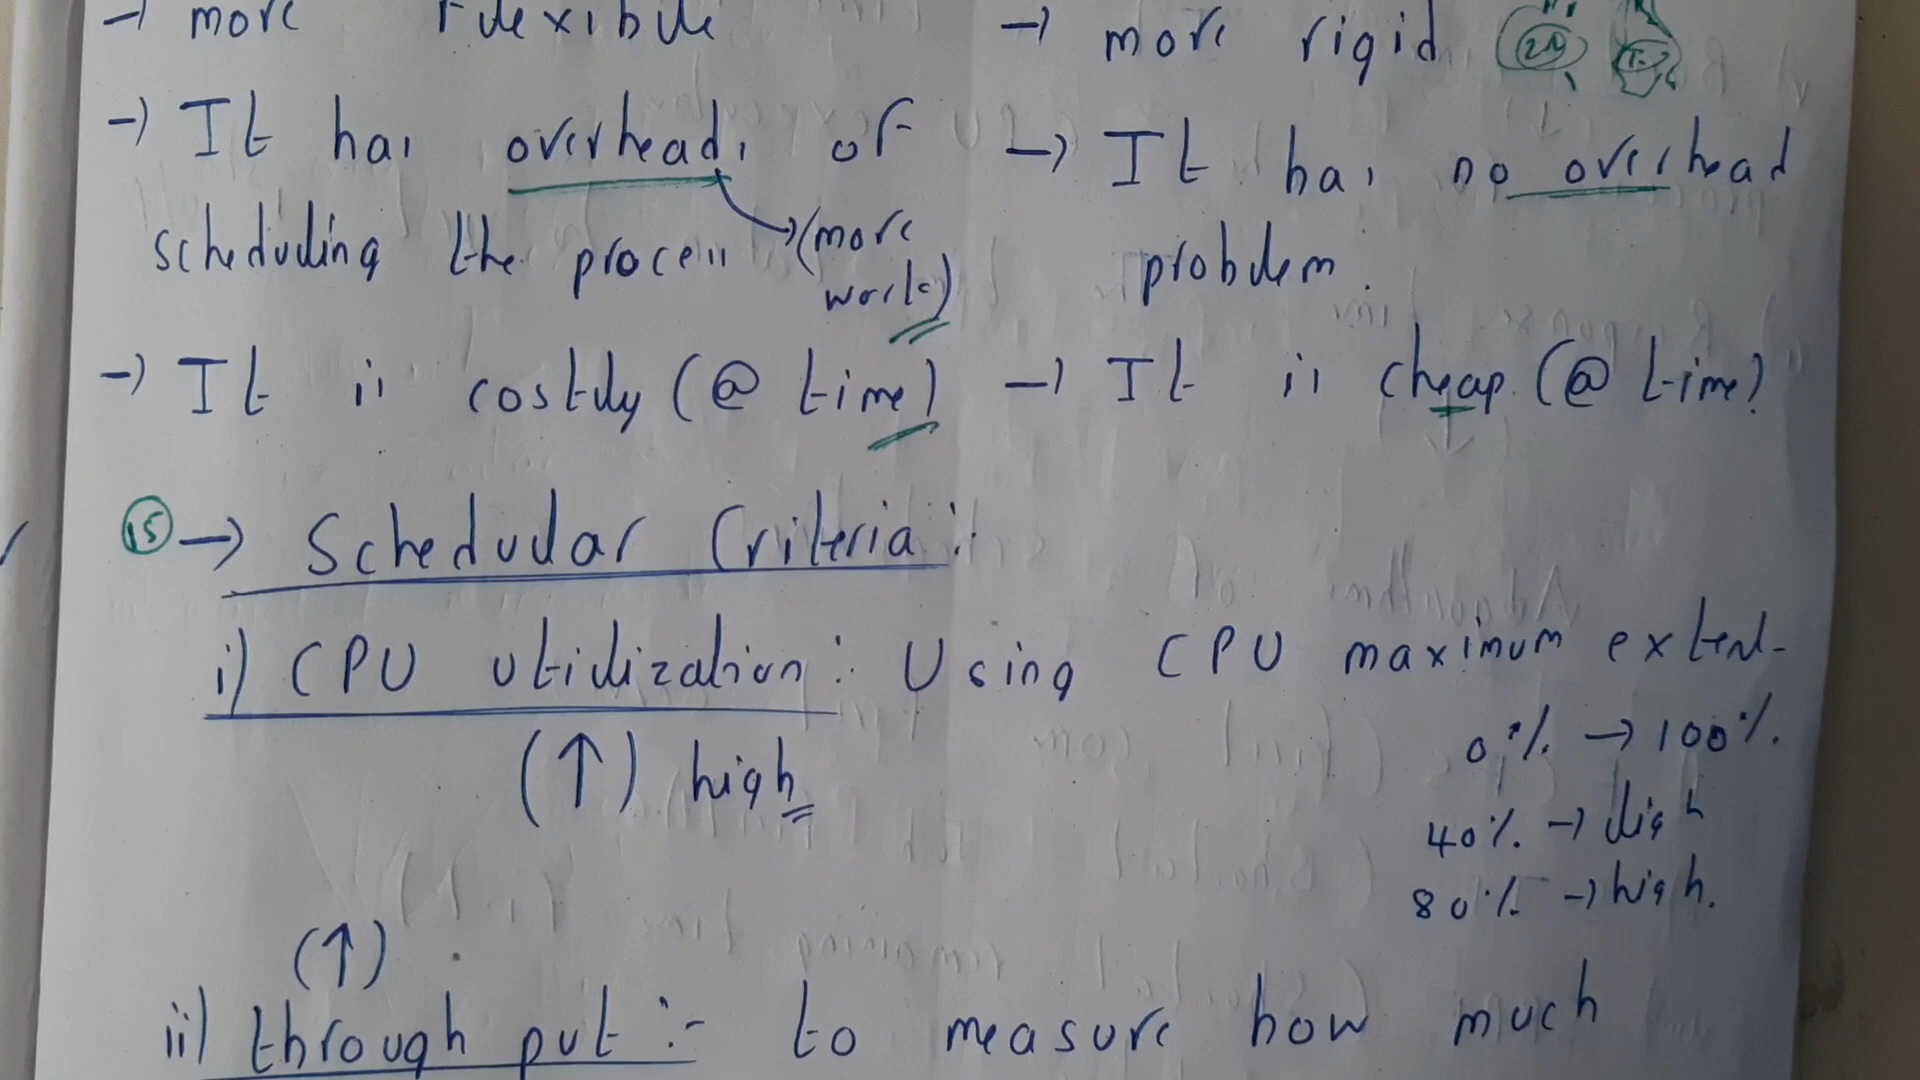 → more flexible
→ It has overhead, of
scheduling the process → (more
work)
→ It is costly (@ time)
→ more rigid
→ It has no overhead
problem.
→ It is cheap (@ time)
15 → Schedular Criteria :
i) CPU utilization : Using CPU maximum extent-
(↑) high
0 % → 100 %.
40 %. →
80 % → high.
(↑)
ii) through put :- to measure how much